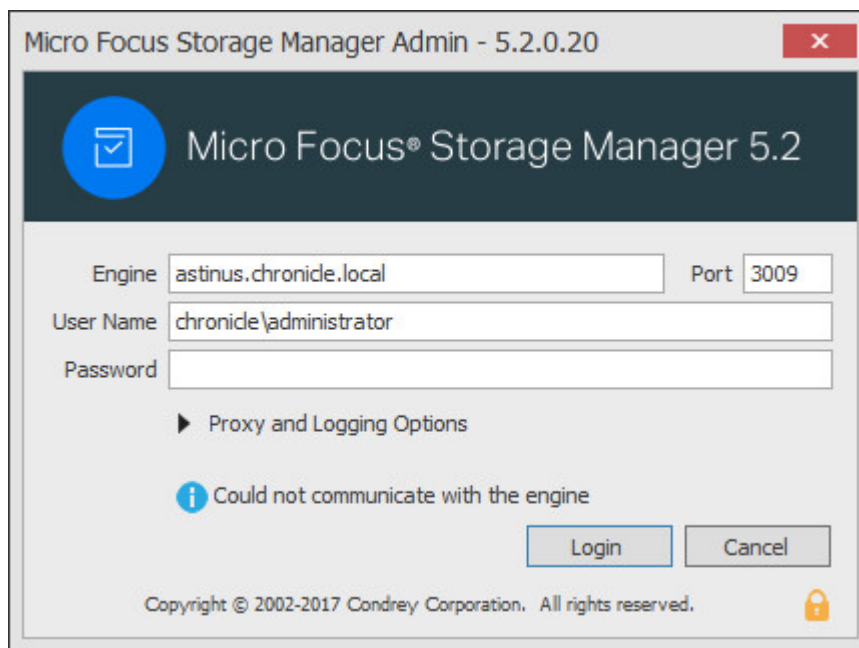 Micro Focus Storage Manager Admin - 5.2.0.20
Micro Focus® Storage Manager 5.2
Engine astinus.chronicle.local Port 3009
User Name chronicle\administrator
Password
Proxy and Logging Options
Could not communicate with the engine
Login Cancel
Copyright © 2002-2017 Condrey Corporation. All rights reserved.